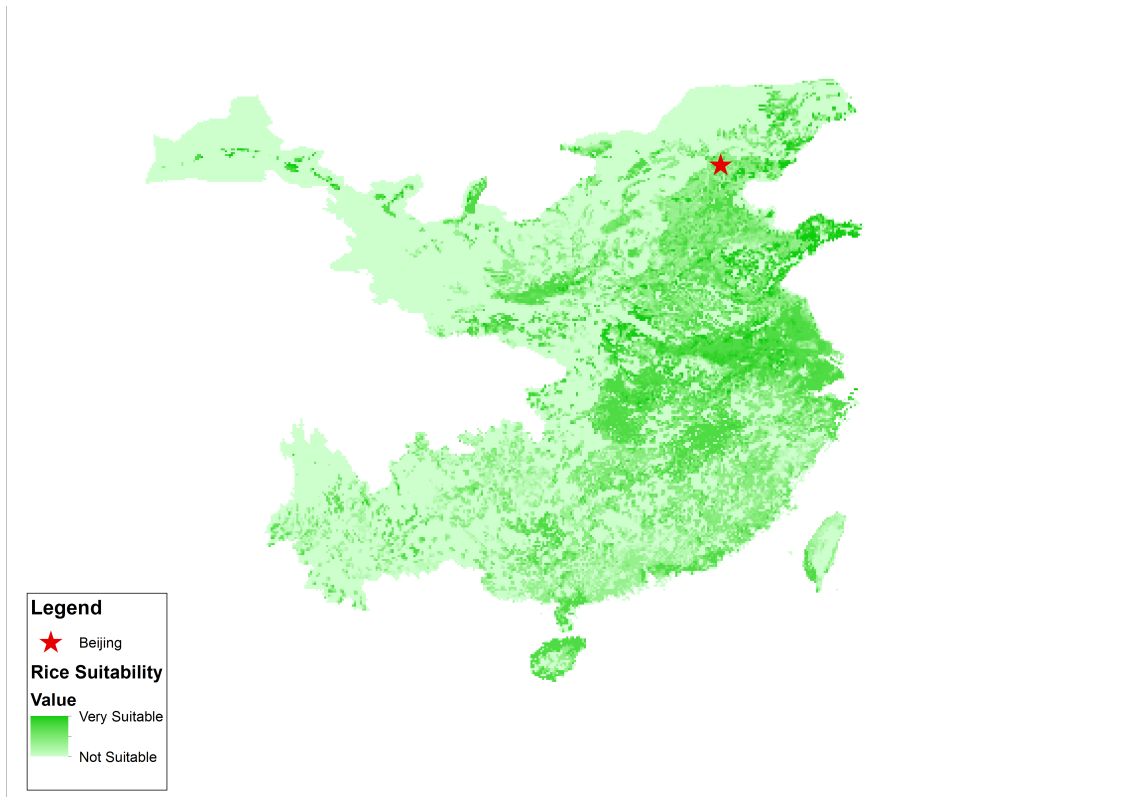 Legend
Beijing
Rice Suitability
Value
Very Suitable
Not Suitable